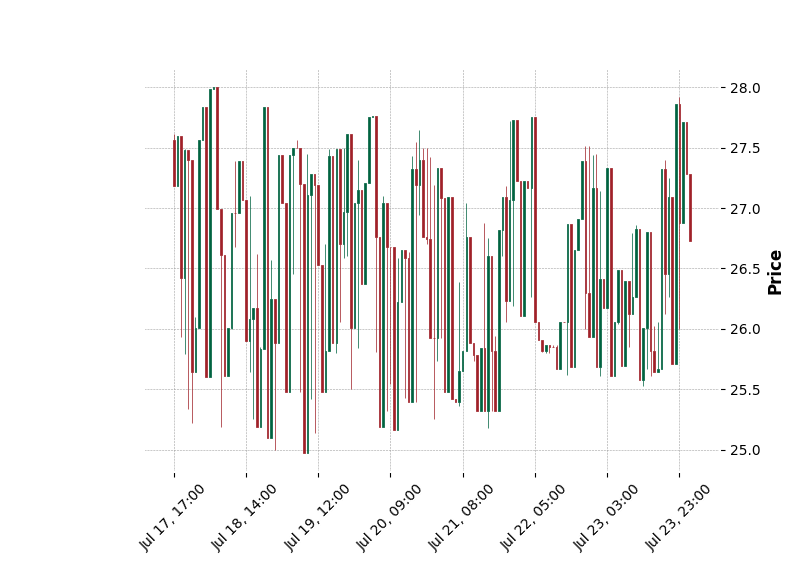 28.0
27.5
27.0
26.5
26.0
25.5
25.0
Price
Jul 17, 17:00
Jul 18, 14:00
Jul 19, 12:00
Jul 20, 09:00
Jul 21, 08:00
Jul 22, 05:00
Jul 23, 03:00
Jul 23, 23:00